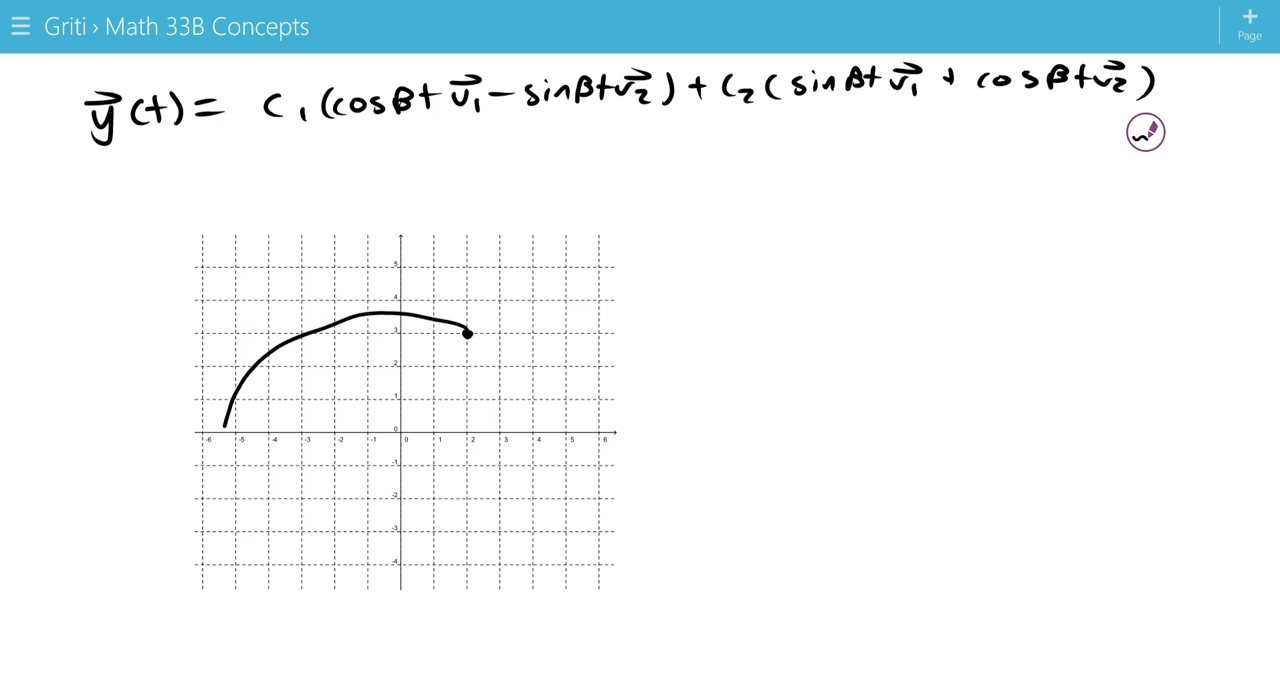 Griti › Math 33B Concepts
+
Page
y⃗(t) = c₁(cosβt v⃗₁ − sinβt v⃗₂) + c₂(sinβt v⃗₁ + cosβt v⃗₂)
5
4
3
2
1
0
-6 -5 -4 -3 -2 -1 0 1 2 3 4 5 6
-1
-2
-3
-4